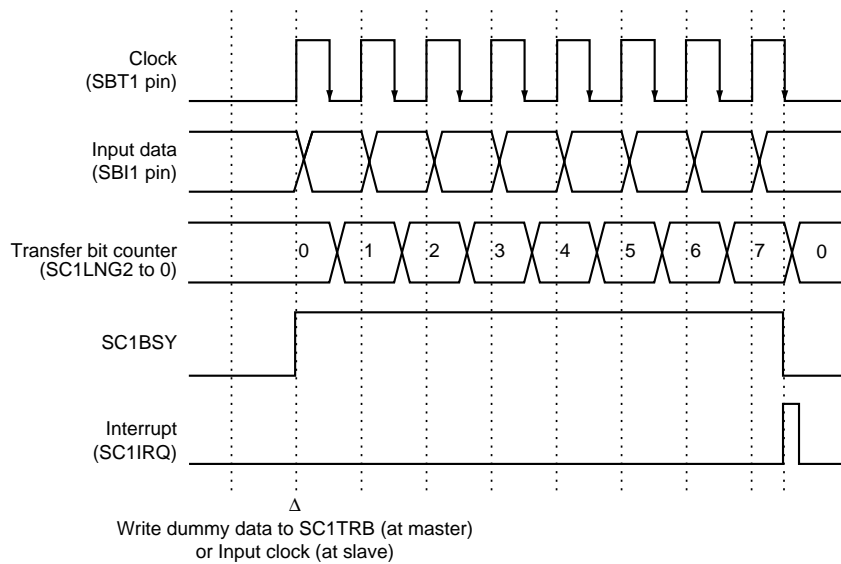 Clock
(SBT1 pin)
Input data
(SBI1 pin)
Transfer bit counter
(SC1LNG2 to 0)
0 1 2 3 4 5 6 7 0
SC1BSY
Interrupt
(SC1IRQ)
Δ
Write dummy data to SC1TRB (at master)
or Input clock (at slave)